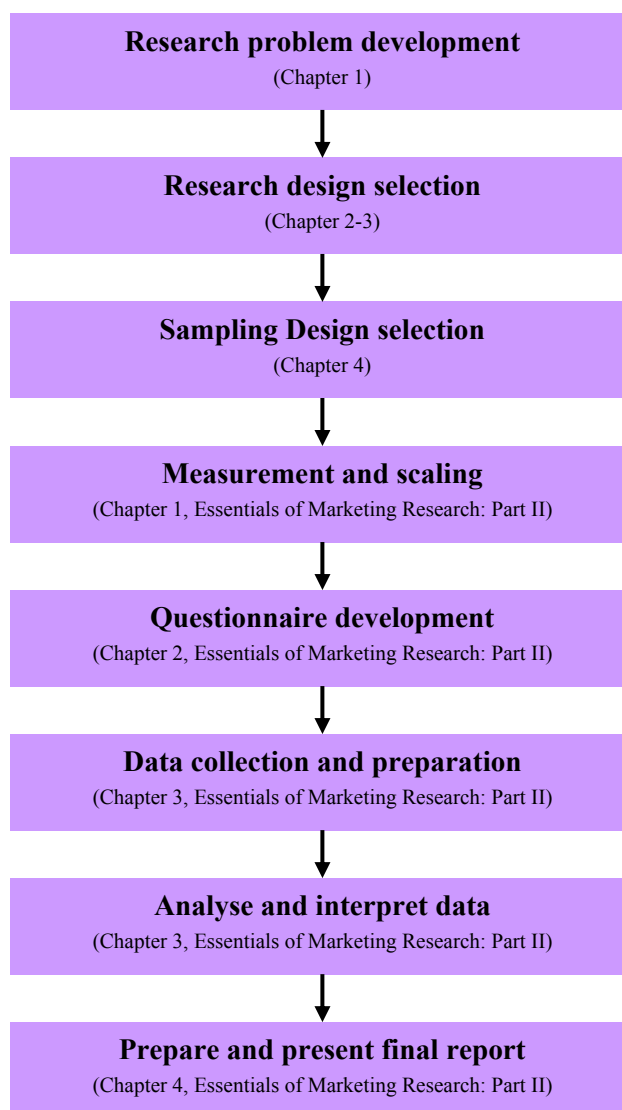 Research problem development
(Chapter 1)
Research design selection
(Chapter 2-3)
Sampling Design selection
(Chapter 4)
Measurement and scaling
(Chapter 1, Essentials of Marketing Research: Part II)
Questionnaire development
(Chapter 2, Essentials of Marketing Research: Part II)
Data collection and preparation
(Chapter 3, Essentials of Marketing Research: Part II)
Analyse and interpret data
(Chapter 3, Essentials of Marketing Research: Part II)
Prepare and present final report
(Chapter 4, Essentials of Marketing Research: Part II)